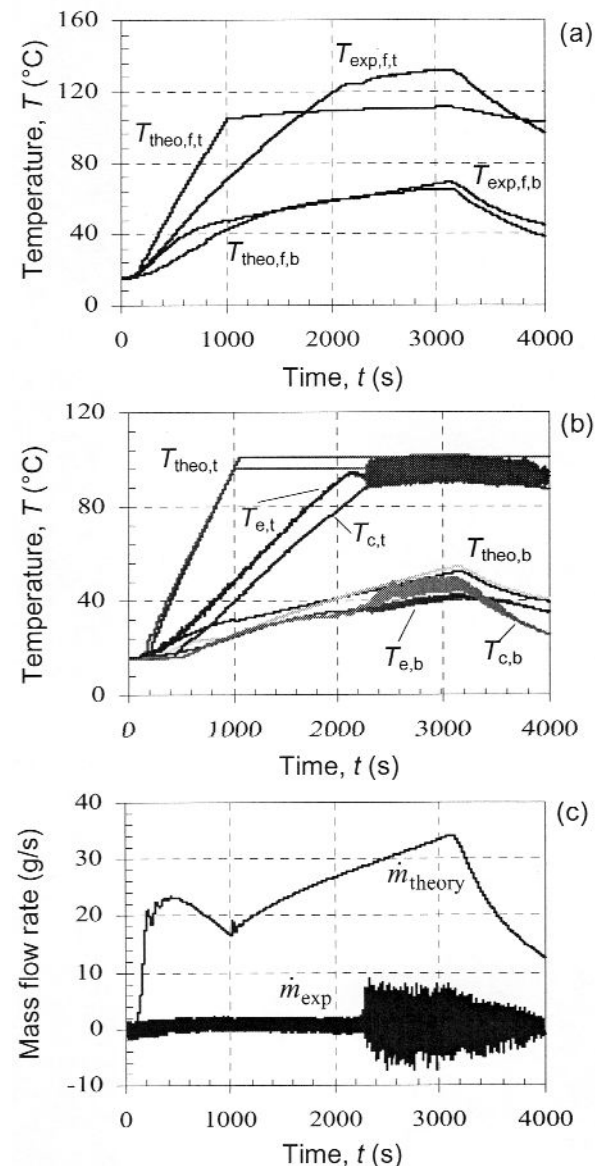 (a)
Temperature, T (°C)
160
120
80
40
0
T_exp,f,t
T_theo,f,t
T_exp,f,b
T_theo,f,b
0 1000 2000 3000 4000
Time, t (s)
(b)
Temperature, T (°C)
120
80
40
0
T_theo,t
T_e,t
T_c,t
T_theo,b
T_e,b
T_c,b
0 1000 2000 3000 4000
Time, t (s)
(c)
Mass flow rate (g/s)
40
30
20
10
0
-10
ṁ_theory
ṁ_exp
0 1000 2000 3000 4000
Time, t (s)